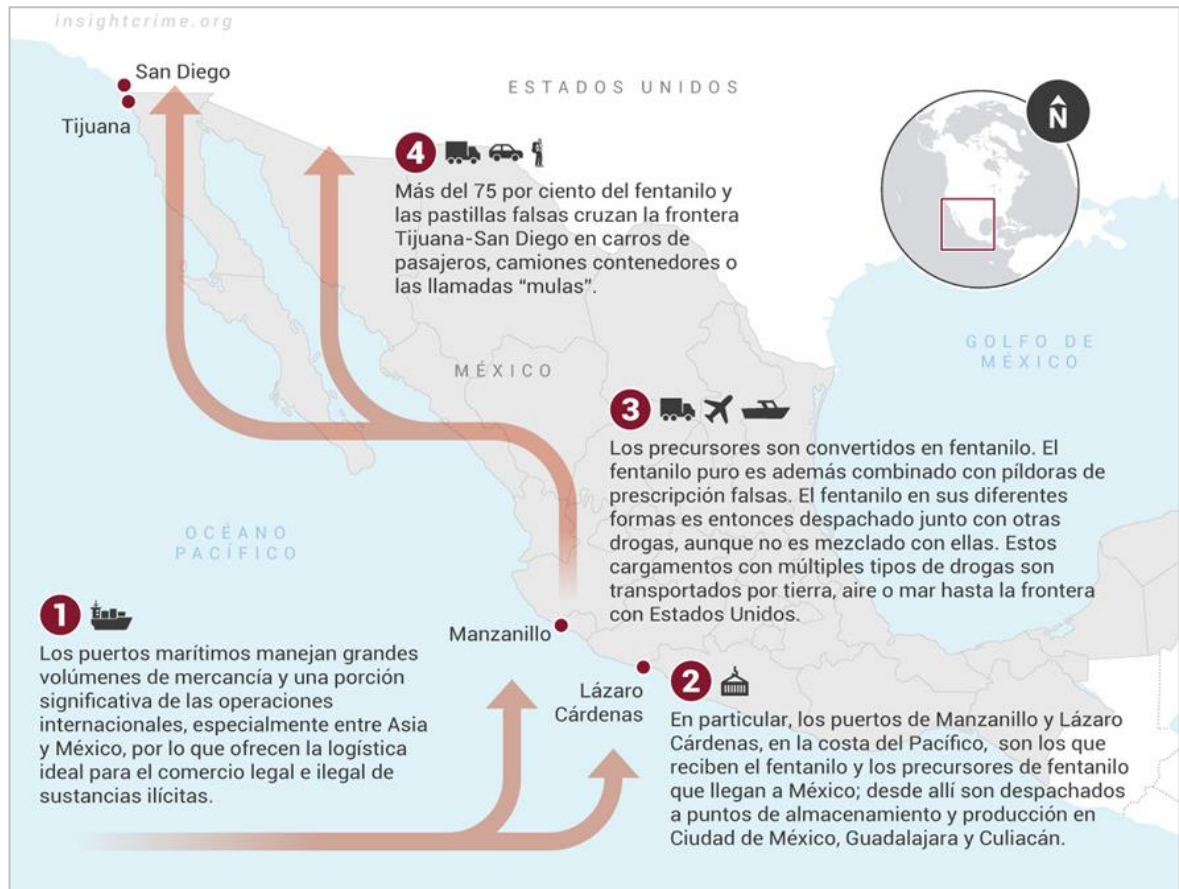 insightcrime.org
San Diego
Tijuana
ESTADOS UNIDOS
N
4
Más del 75 por ciento del fentanilo y
las pastillas falsas cruzan la frontera
Tijuana-San Diego en carros de
pasajeros, camiones contenedores o
las llamadas “mulas”.
GOLFO DE
MÉXICO
MÉXICO
3
Los precursores son convertidos en fentanilo. El
fentanilo puro es además combinado con píldoras de
prescripción falsas. El fentanilo en sus diferentes
formas es entonces despachado junto con otras
drogas, aunque no es mezclado con ellas. Estos
cargamentos con múltiples tipos de drogas son
transportados por tierra, aire o mar hasta la frontera
con Estados Unidos.
OCÉANO
PACÍFICO
1
Los puertos marítimos manejan grandes
volúmenes de mercancía y una porción
significativa de las operaciones
internacionales, especialmente entre Asia
y México, por lo que ofrecen la logística
ideal para el comercio legal e ilegal de
sustancias ilícitas.
Manzanillo
Lázaro
Cárdenas
2
En particular, los puertos de Manzanillo y Lázaro
Cárdenas, en la costa del Pacífico, son los que
reciben el fentanilo y los precursores de fentanilo
que llegan a México; desde allí son despachados
a puntos de almacenamiento y producción en
Ciudad de México, Guadalajara y Culiacán.